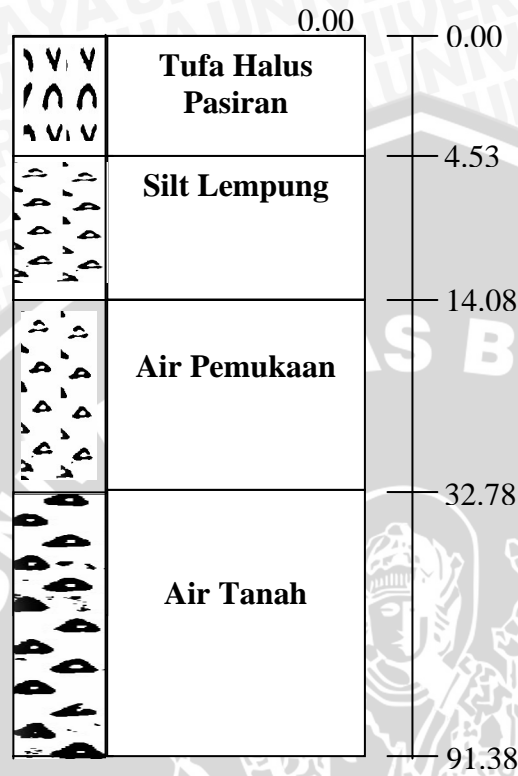 0.00
0.00
Tufa Halus
Pasiran
4.53
Silt Lempung
14.08
Air Pemukaan
32.78
Air Tanah
91.38